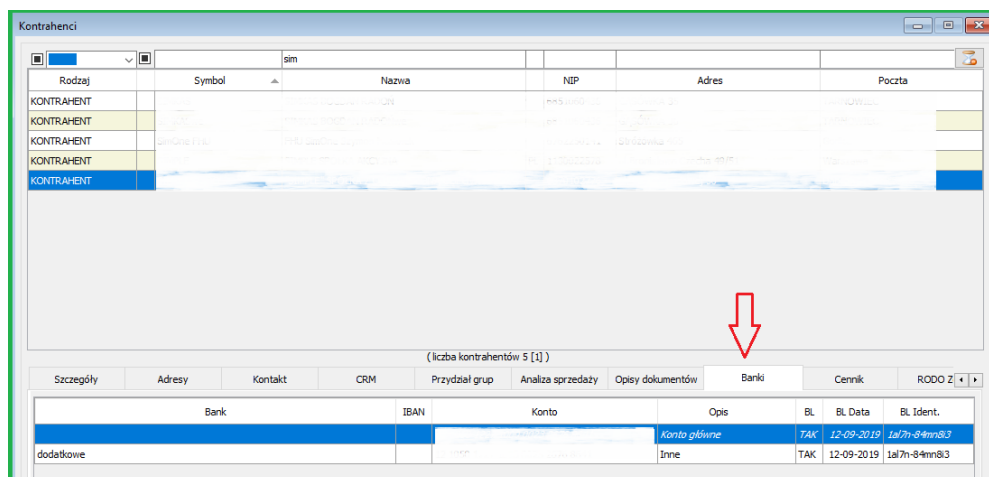 Kontrahenci
sim
Rodzaj Symbol Nazwa NIP Adres Poczta
KONTRAHENT
KONTRAHENT
KONTRAHENT
KONTRAHENT
KONTRAHENT
( liczba kontrahentów 5 [1] )
Szczegóły Adresy Kontakt CRM Przydział grup Analiza sprzedaży Opisy dokumentów Banki Cennik RODO Z
Bank IBAN Konto Opis BL BL Data BL Ident.
Konto główne TAK 12-09-2019 1al7n-84mn8i3
dodatkowe Inne TAK 12-09-2019 1al7n-84mn8i3